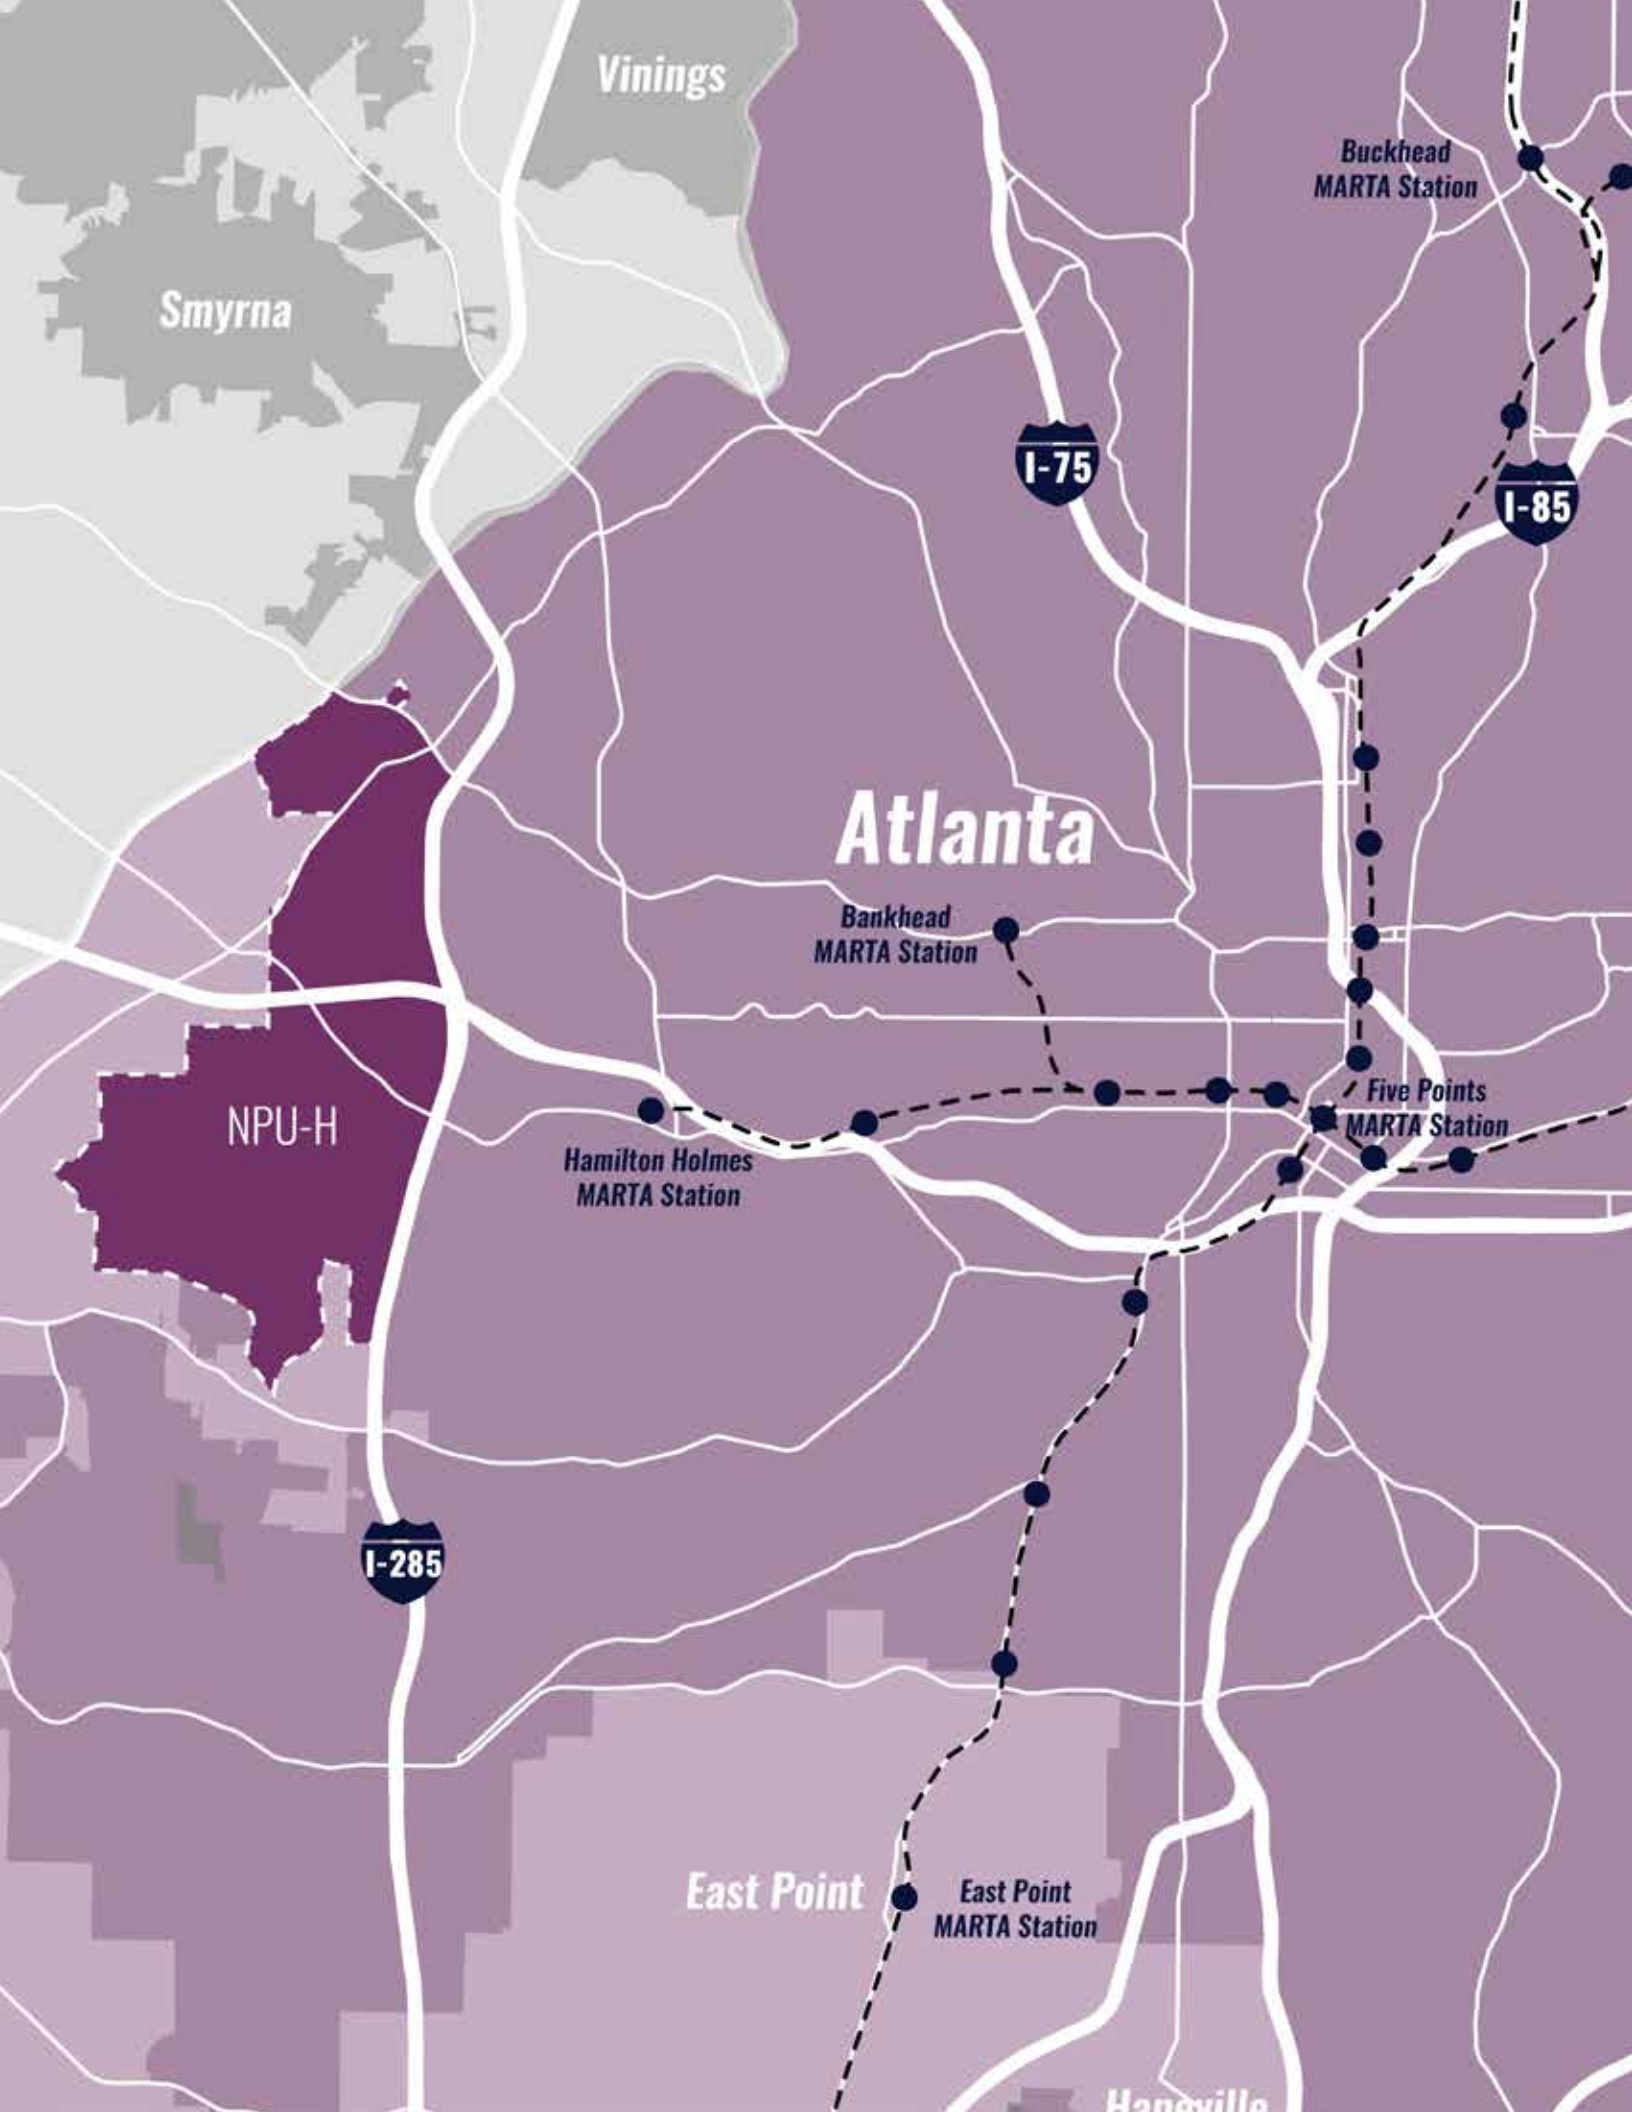 Vinings
Buckhead
MARTA Station
Smyrna
I-75
I-85
Atlanta
Bankhead
MARTA Station
Five Points
MARTA Station
NPU-H
Hamilton Holmes
MARTA Station
I-285
East Point
East Point
MARTA Station
Hapeville